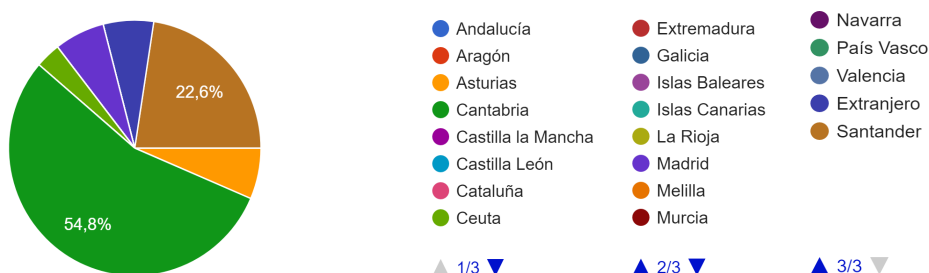 22,6%
54,8%
Andalucía
Aragón
Asturias
Cantabria
Castilla la Mancha
Castilla León
Cataluña
Ceuta
1/3
Extremadura
Galicia
Islas Baleares
Islas Canarias
La Rioja
Madrid
Melilla
Murcia
2/3
Navarra
País Vasco
Valencia
Extranjero
Santander
3/3